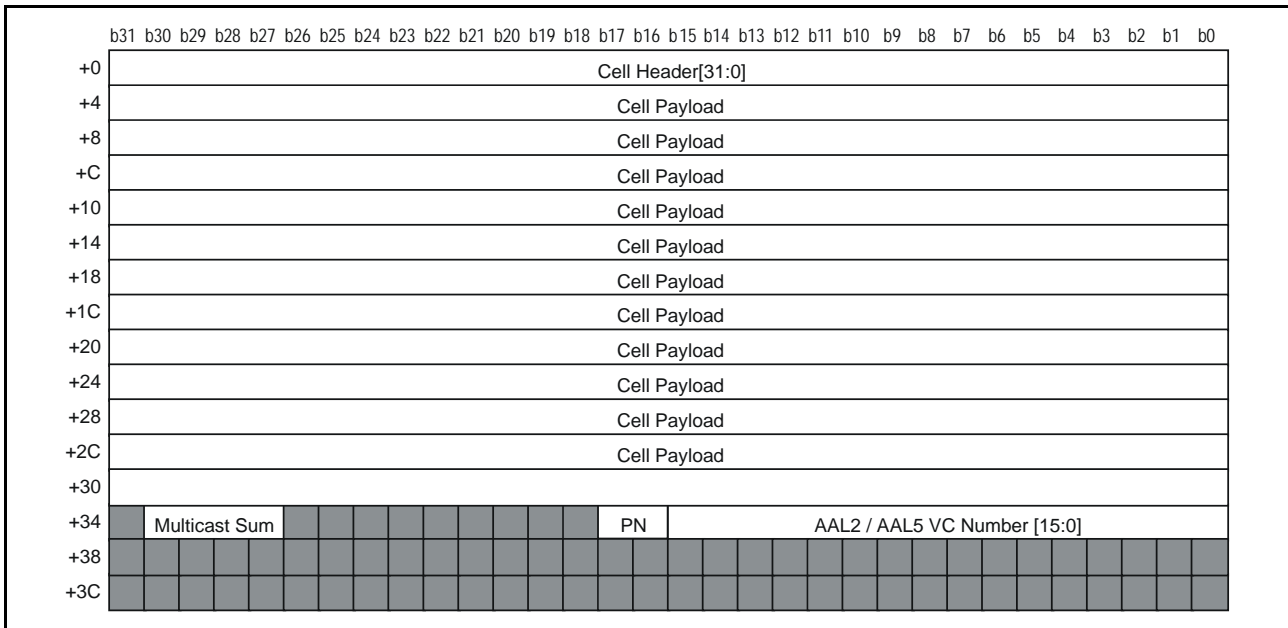 b31 b30 b29 b28 b27 b26 b25 b24 b23 b22 b21 b20 b19 b18 b17 b16 b15 b14 b13 b12 b11 b10 b9 b8 b7 b6 b5 b4 b3 b2 b1 b0
+0 Cell Header[31:0]
+4 Cell Payload
+8 Cell Payload
+C Cell Payload
+10 Cell Payload
+14 Cell Payload
+18 Cell Payload
+1C Cell Payload
+20 Cell Payload
+24 Cell Payload
+28 Cell Payload
+2C Cell Payload
+30
+34 Multicast Sum PN AAL2 / AAL5 VC Number [15:0]
+38
+3C